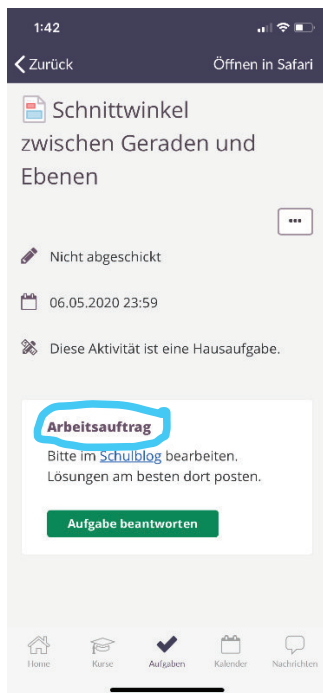 1:42
Zurück Öffnen in Safari
Schnittwinkel
zwischen Geraden und
Ebenen
...
Nicht abgeschickt
06.05.2020 23:59
Diese Aktivität ist eine Hausaufgabe.
Arbeitsauftrag
Bitte im Schulblog bearbeiten.
Lösungen am besten dort posten.
Aufgabe beantworten
Home Kurse Aufgaben Kalender Nachrichten